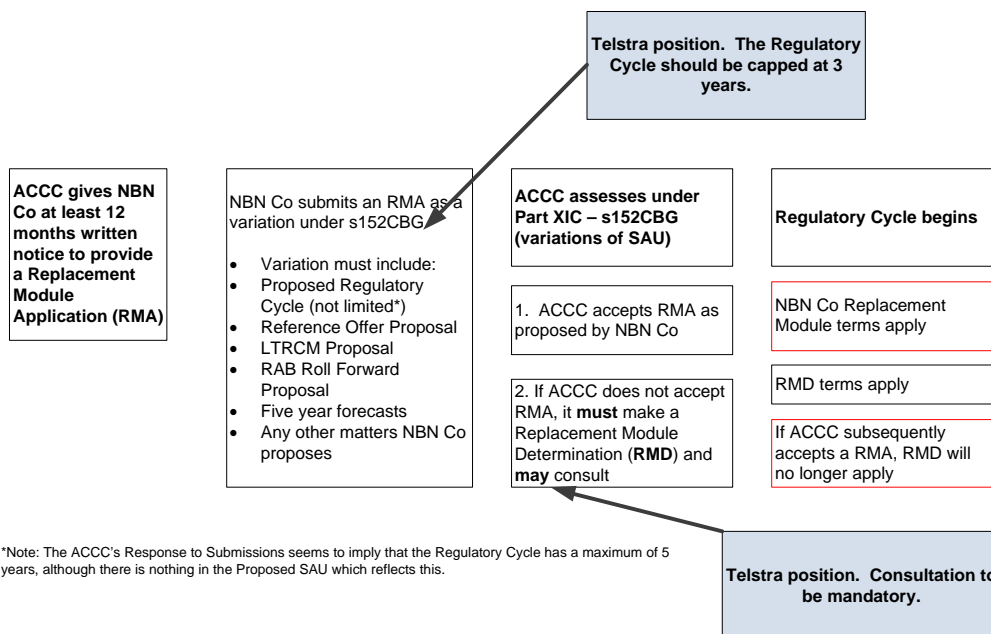 Telstra position.  The Regulatory
Cycle should be capped at 3
years.
ACCC gives NBN
Co at least 12
months written
notice to provide
a Replacement
Module
Application (RMA)
NBN Co submits an RMA as a
variation under s152CBG
• Variation must include:
• Proposed Regulatory
Cycle (not limited*)
• Reference Offer Proposal
• LTRCM Proposal
• RAB Roll Forward
Proposal
• Five year forecasts
• Any other matters NBN Co
proposes
ACCC assesses under
Part XIC – s152CBG
(variations of SAU)
1.  ACCC accepts RMA as
proposed by NBN Co
2. If ACCC does not accept
RMA, it must make a
Replacement Module
Determination (RMD) and
may consult
Regulatory Cycle begins
NBN Co Replacement
Module terms apply
RMD terms apply
If ACCC subsequently
accepts a RMA, RMD will
no longer apply
*Note: The ACCC's Response to Submissions seems to imply that the Regulatory Cycle has a maximum of 5
years, although there is nothing in the Proposed SAU which reflects this.
Telstra position.  Consultation to
be mandatory.